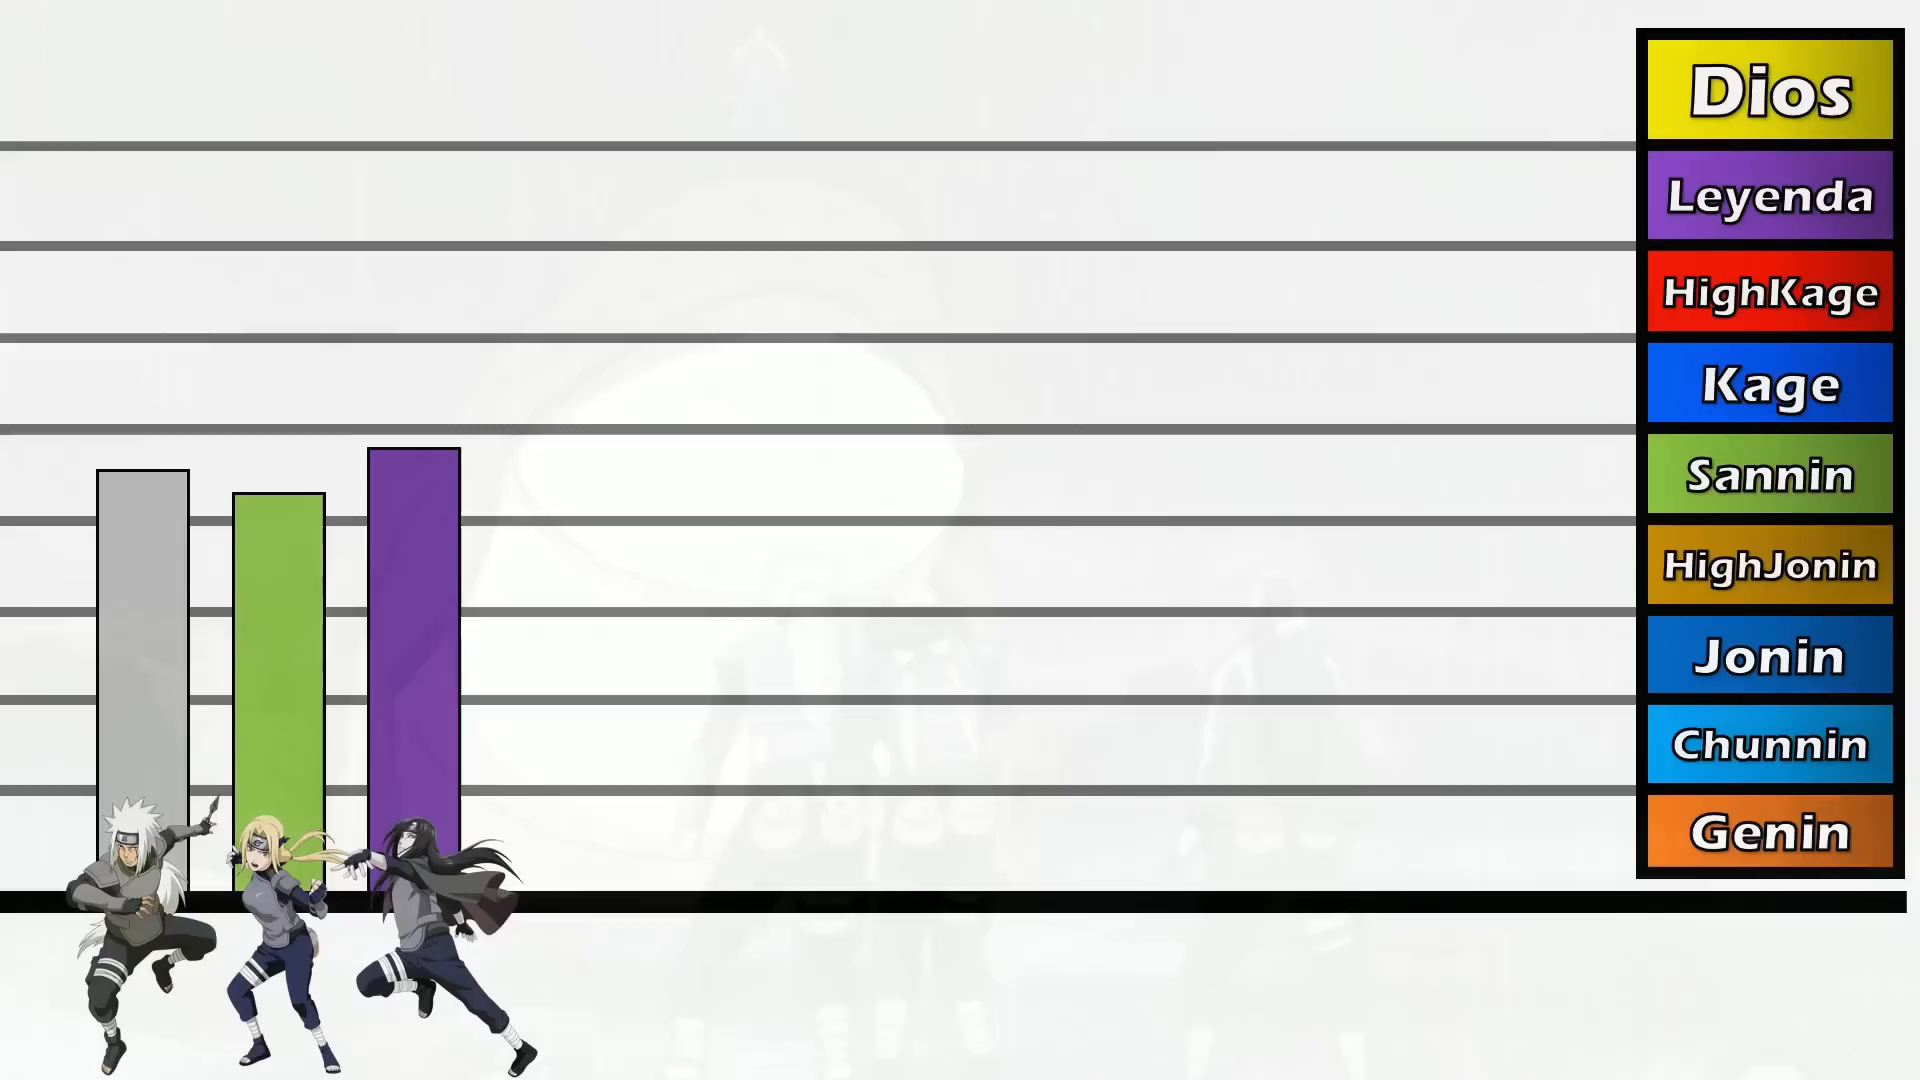 Dios
Leyenda
HighKage
Kage
Sannin
HighJonin
Jonin
Chunnin
Genin